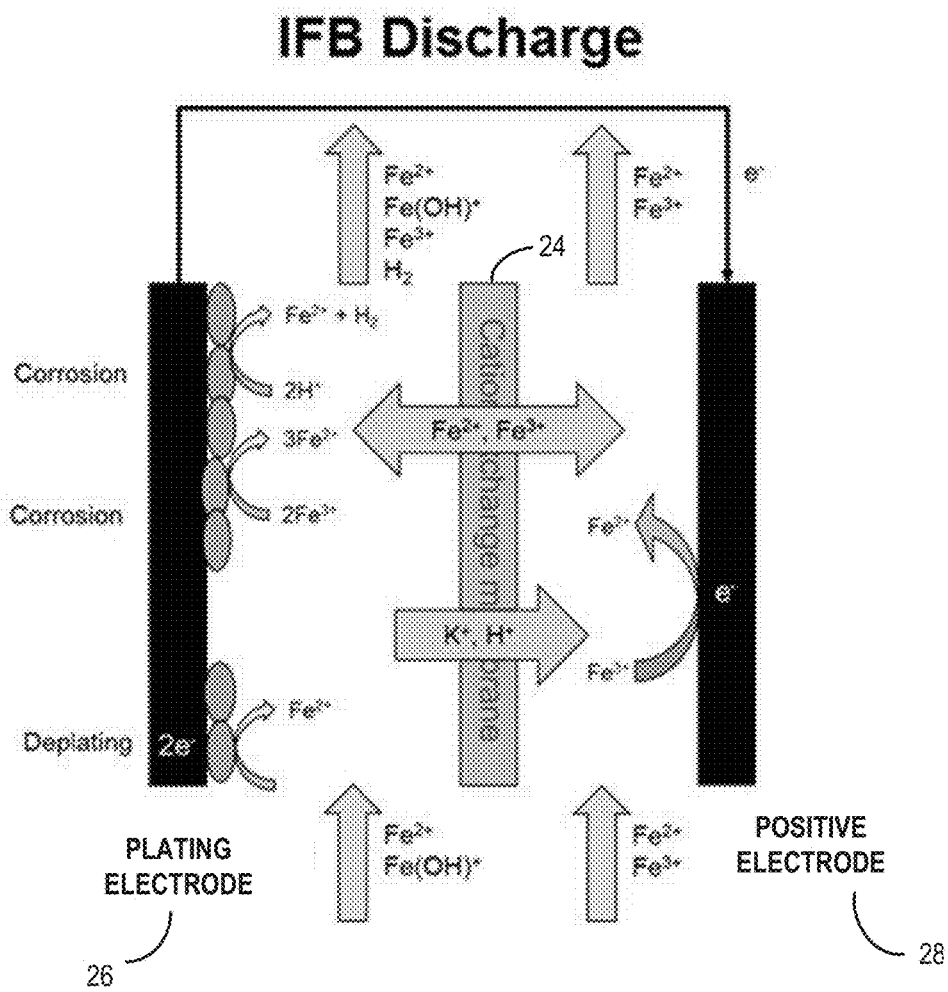 IFB Discharge
Fe²⁺
Fe(OH)⁺
Fe³⁺
H₂
Fe²⁺
Fe³⁺
e⁻
24
Corrosion
Fe²⁺ + H₂
2H⁺
Corrosion
3Fe²⁺
2Fe³⁺
Fe²⁺, Fe³⁺
K⁺, H⁺
Fe²⁺
Fe³⁺
e⁻
Deplating
2e⁻
Fe²⁺
Fe²⁺
Fe(OH)⁺
Fe²⁺
Fe³⁺
PLATING
ELECTRODE
26
POSITIVE
ELECTRODE
28